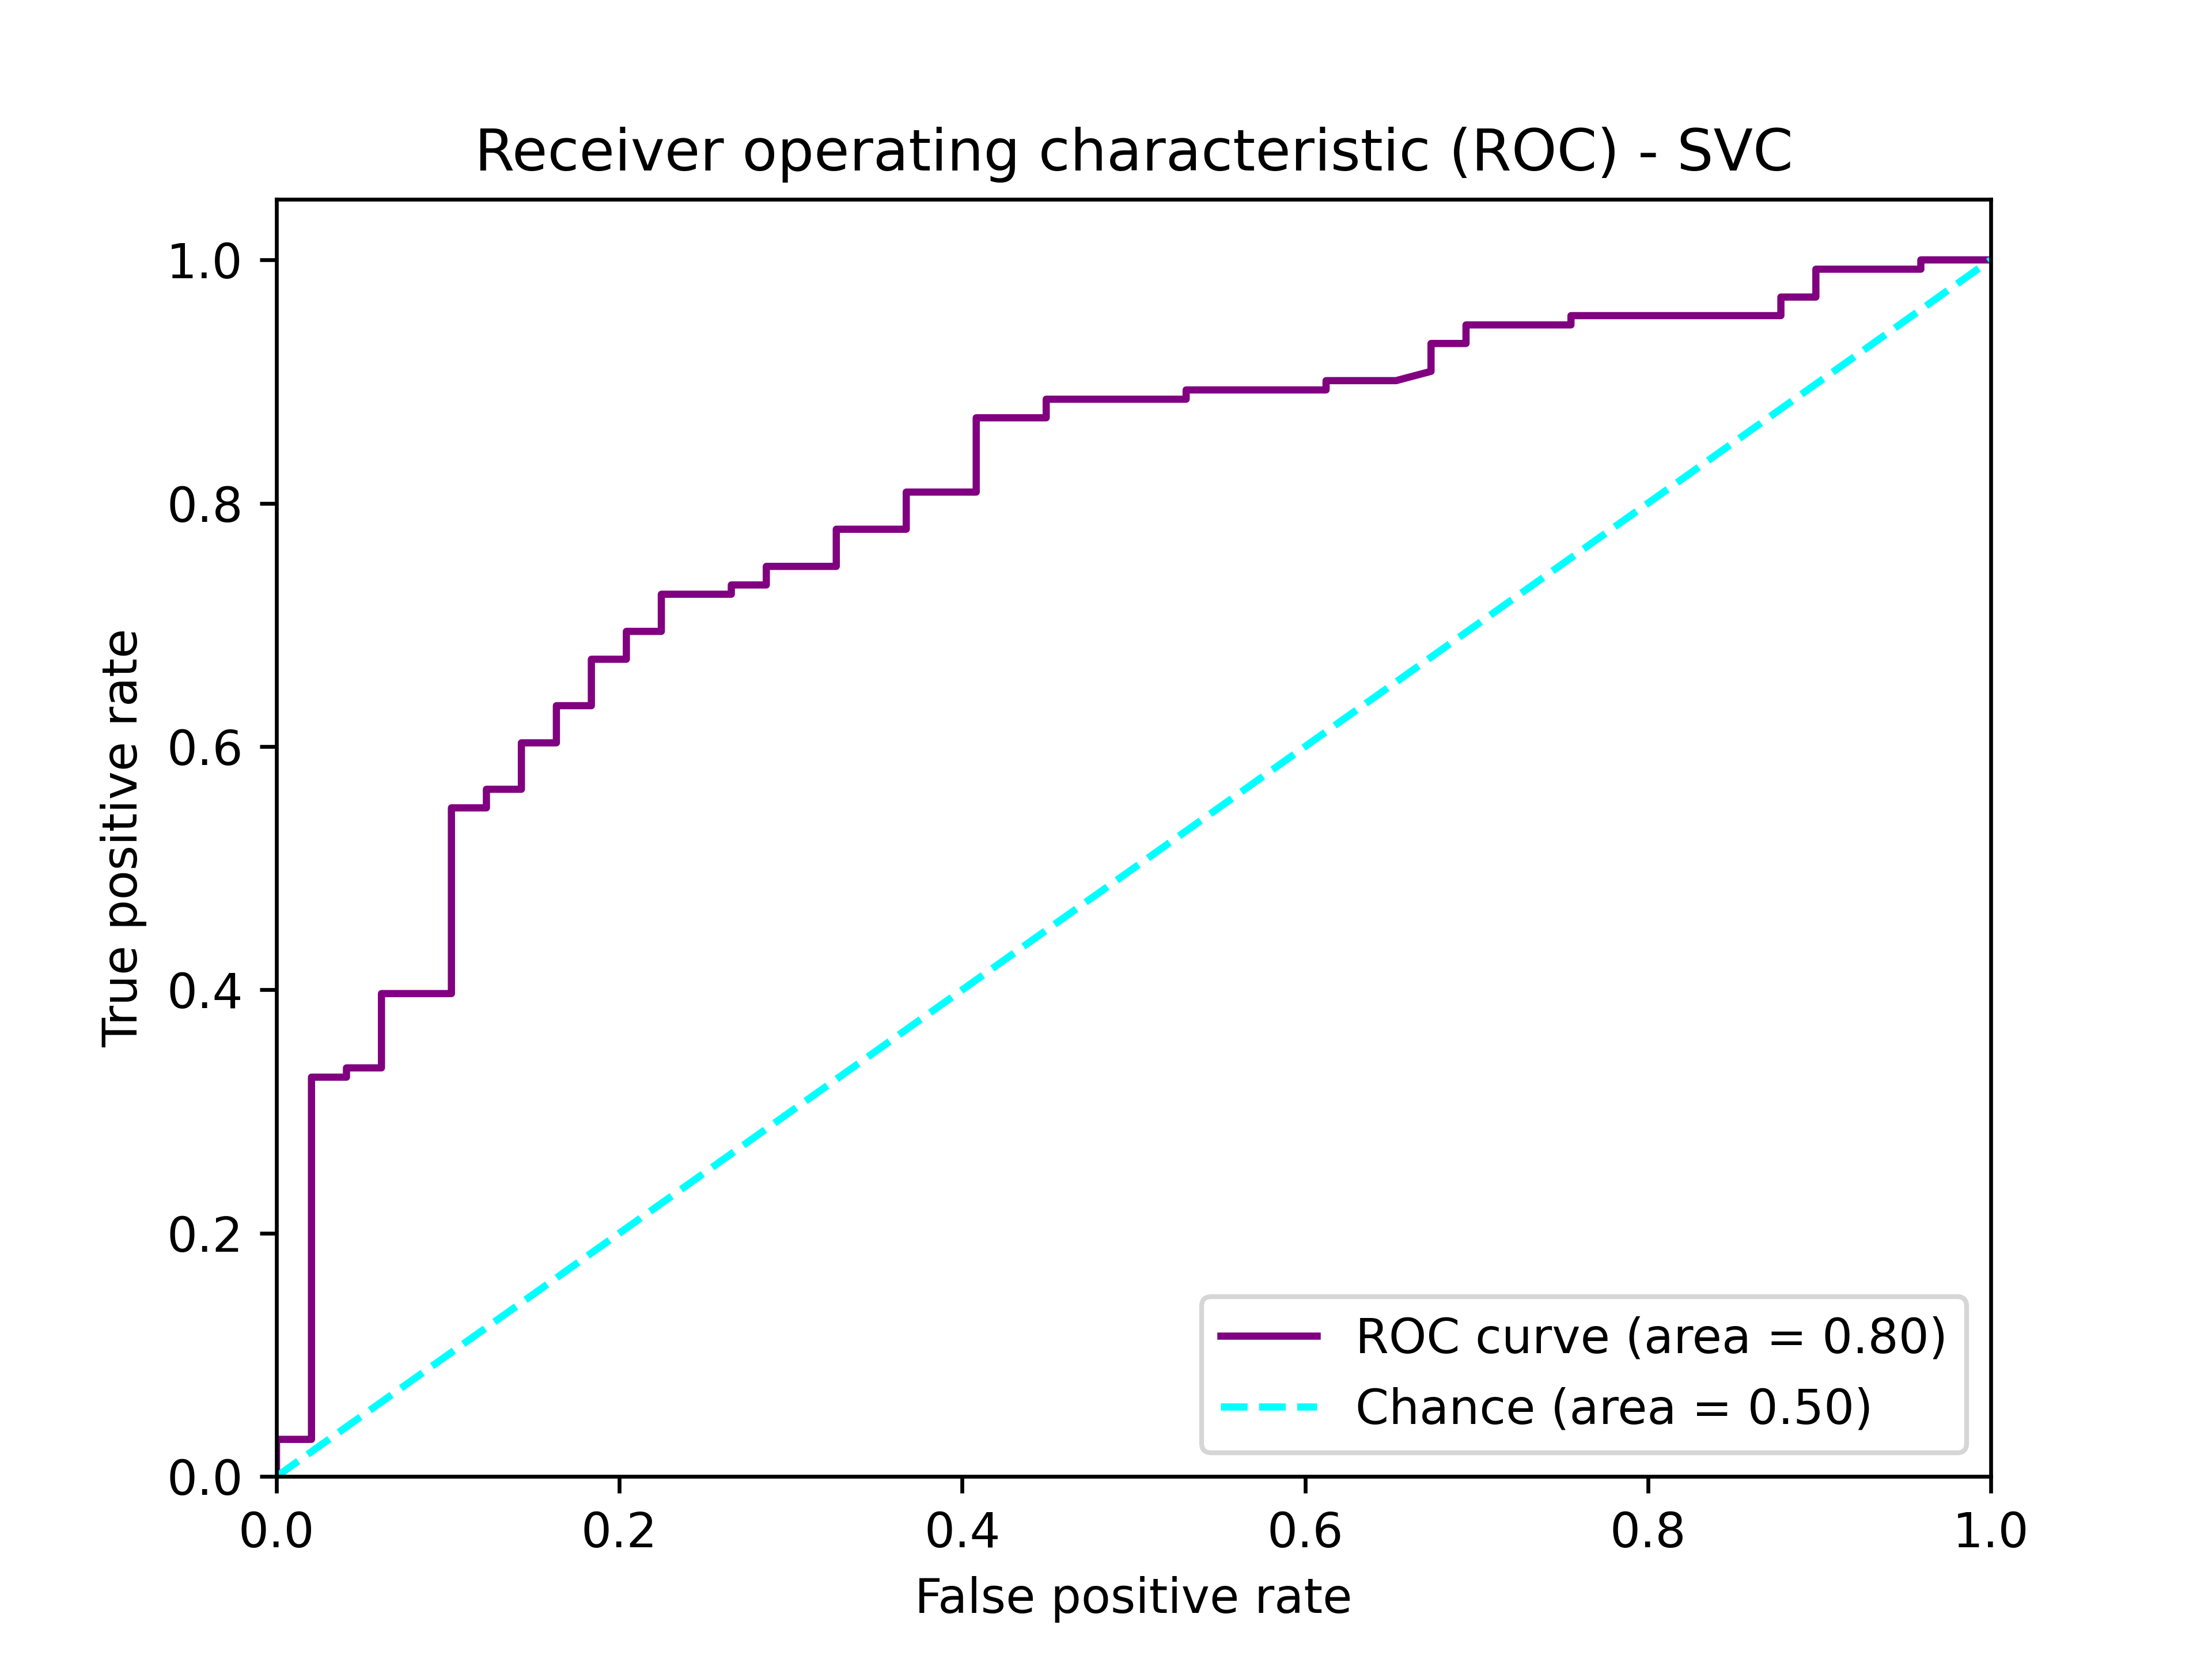 Receiver operating characteristic (ROC) - SVC
1.0
0.8
0.6
0.4
0.2
0.0
True positive rate
ROC curve (area = 0.80)
Chance (area = 0.50)
0.0 0.2 0.4 0.6 0.8 1.0
False positive rate